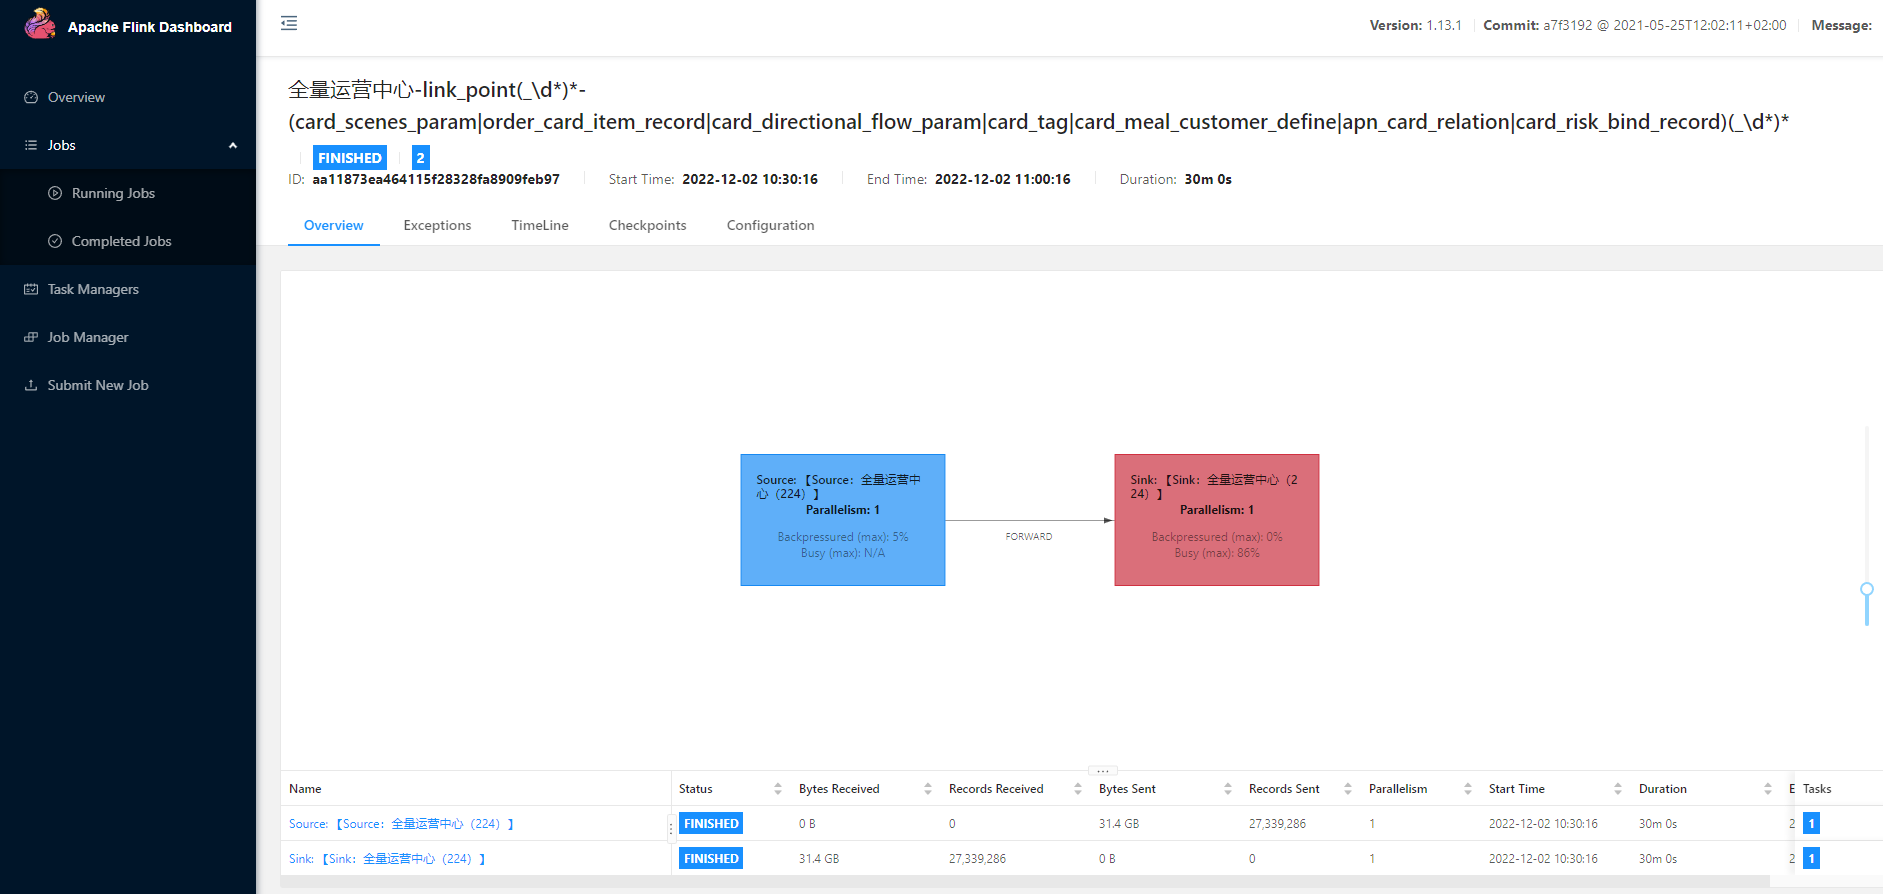 Apache Flink Dashboard
Version: 1.13.1 Commit: a7f3192 @ 2021-05-25T12:02:11+02:00 Message:
Overview
Jobs
Running Jobs
Completed Jobs
Task Managers
Job Manager
Submit New Job
全量运营中心-link_point(_\d*)*-
(card_scenes_param|order_card_item_record|card_directional_flow_param|card_tag|card_meal_customer_define|apn_card_relation|card_risk_bind_record)(_\d*)*
FINISHED 2
ID: aa11873ea464115f28328fa8909feb97 Start Time: 2022-12-02 10:30:16 End Time: 2022-12-02 11:00:16 Duration: 30m 0s
Overview Exceptions TimeLine Checkpoints Configuration
Source: 【Source：全量运营中
心（224）】
Parallelism: 1
Backpressured (max): 5%
Busy (max): N/A
FORWARD
Sink: 【Sink：全量运营中心（2
24）】
Parallelism: 1
Backpressured (max): 0%
Busy (max): 86%
Name Status Bytes Received Records Received Bytes Sent Records Sent Parallelism Start Time Duration E Tasks
Source: 【Source：全量运营中心（224）】 FINISHED 0 B 0 31.4 GB 27,339,286 1 2022-12-02 10:30:16 30m 0s 2 1
Sink: 【Sink：全量运营中心（224）】 FINISHED 31.4 GB 27,339,286 0 B 0 1 2022-12-02 10:30:16 30m 0s 2 1